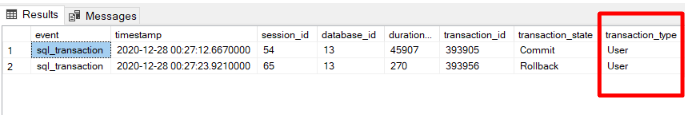 Results Messages
event timestamp session_id database_id duration... transaction_id transaction_state transaction_type
1 sql_transaction 2020-12-28 00:27:12.6670000 54 13 45907 393905 Commit User
2 sql_transaction 2020-12-28 00:27:23.9210000 65 13 270 393956 Rollback User